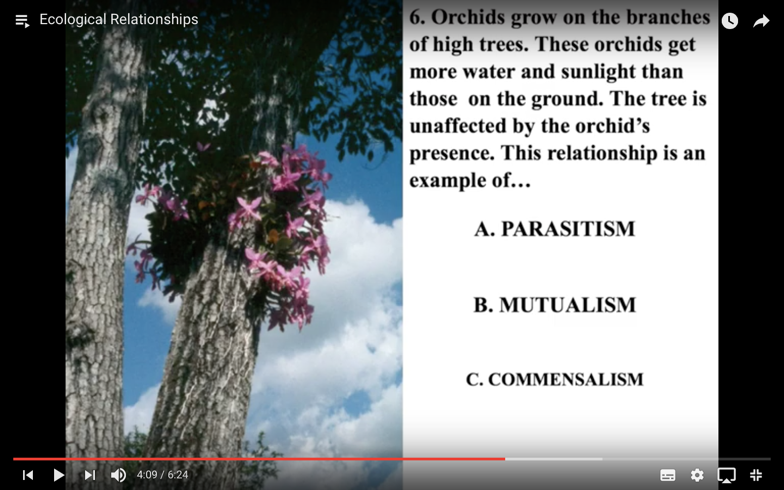 Ecological Relationships
6. Orchids grow on the branches
of high trees. These orchids get
more water and sunlight than
those on the ground. The tree is
unaffected by the orchid's
presence. This relationship is an
example of...
A. PARASITISM
B. MUTUALISM
C. COMMENSALISM
4:09 / 6:24